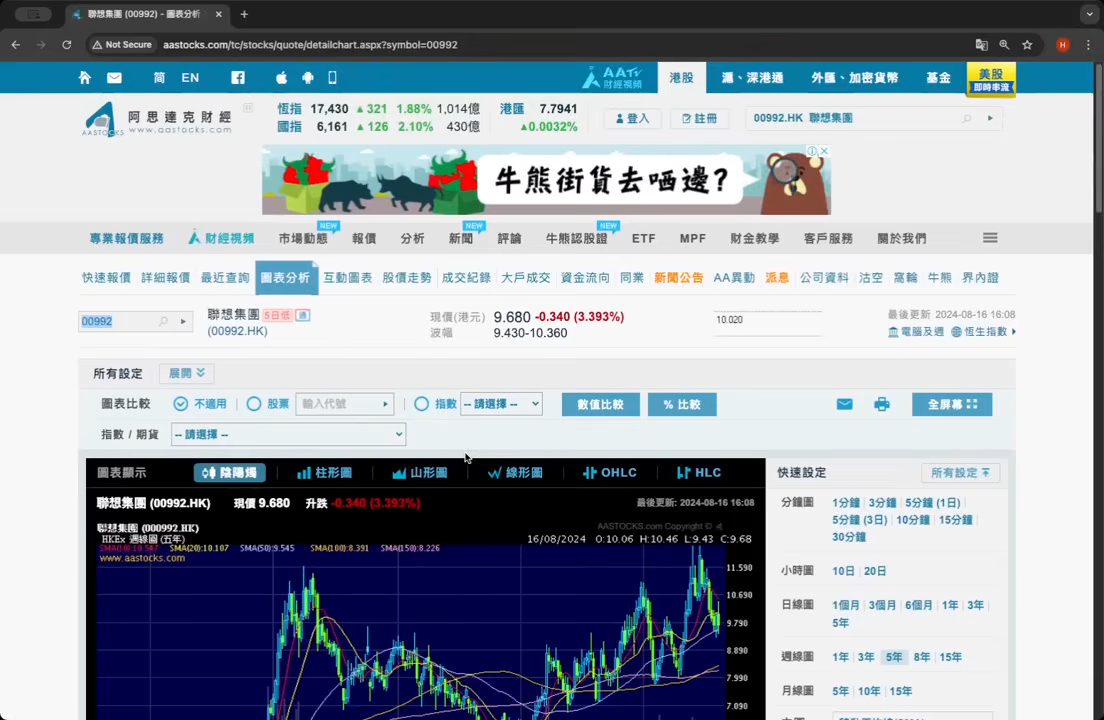 聯想集團 (00992) - 圖表分析
Not Secure aastocks.com/tc/stocks/quote/detailchart.aspx?symbol=00992
H
簡 EN
AATV 財經視頻 港股 滬、深港通 外匯、加密貨幣 基金 美股 即時串流
阿思達克財經
AASTOCKS www.aastocks.com
恆指 17,430 ▲321 1.88% 1,014億 港匯 7.7941
國指 6,161 ▲126 2.10% 430億 ▲0.0032%
登入 註冊 00992.HK 聯想集團
牛熊街貨去哂邊?
NEW NEW NEW
專業報價服務 財經視頻 市場動態 報價 分析 新聞 評論 牛熊認股證 ETF MPF 財金教學 客戶服務 關於我們
快速報價 詳細報價 最近查詢 圖表分析 互動圖表 股價走勢 成交紀錄 大戶成交 資金流向 同業 新聞公告 AA異動 派息 公司資料 沽空 窩輪 牛熊 界內證
00992 聯想集團 5日低 通
(00992.HK)
現價(港元) 9.680 -0.340 (3.393%)
波幅 9.430-10.360
10.020
最後更新 2024-08-16 16:08
電腦及週 恆生指數
所有設定 展開
圖表比較 不適用 股票 輸入代號 指數 -- 請選擇 -- 數值比較 % 比較 全屏幕
指數 / 期貨 -- 請選擇 --
圖表顯示 陰陽燭 柱形圖 山形圖 線形圖 OHLC HLC
聯想集團 (00992.HK) 現價 9.680 升跌 -0.340 (3.393%) 最後更新: 2024-08-16 16:08
聯想集團 (000992.HK) AASTOCKS.com Copyright ©
HKEx 週線圖 (五年) 16/08/2024 O:10.06 H:10.46 L:9.43 C:9.68
SMA(10):10.547 SMA(20):10.107 SMA(50):9.545 SMA(100):8.391 SMA(150):8.226
www.aastocks.com
11.590
10.690
9.790
8.890
7.990
7.090
快速設定 所有設定
分鐘圖 1分鐘 3分鐘 5分鐘 (1日)
5分鐘 (3日) 10分鐘 15分鐘
30分鐘
小時圖 10日 20日
日線圖 1個月 3個月 6個月 1年 3年
5年
週線圖 1年 3年 5年 8年 15年
月線圖 5年 10年 15年